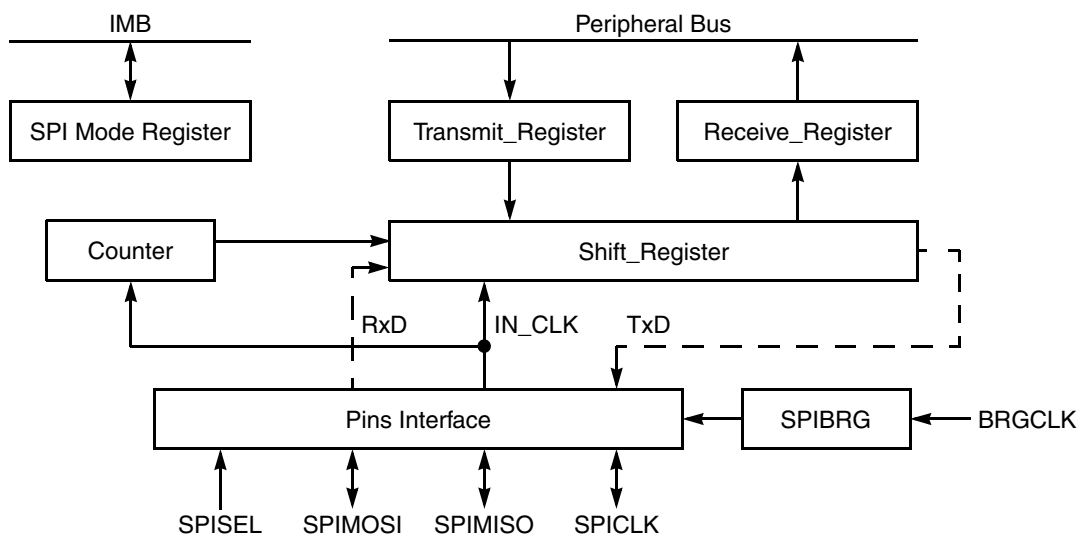 IMB
Peripheral Bus
SPI Mode Register
Transmit_Register
Receive_Register
Counter
Shift_Register
RxD
IN_CLK
TxD
Pins Interface
SPIBRG
BRGCLK
SPISEL
SPIMOSI
SPIMISO
SPICLK